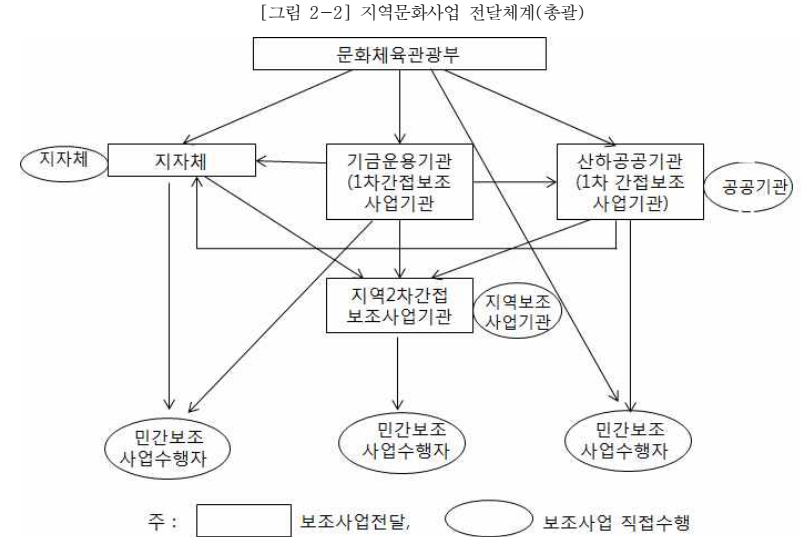 [그림 2-2] 지역문화사업 전달체계(총괄)
문화체육관광부
지자체
지자체
기금운용기관
(1차간접보조
사업기관
산하공공기관
(1차 간접보조
사업기관)
공공기관
지역2차간접
보조사업기관
지역보조
사업기관
민간보조
사업수행자
민간보조
사업수행자
민간보조
사업수행자
주 : 보조사업전달, 보조사업 직접수행